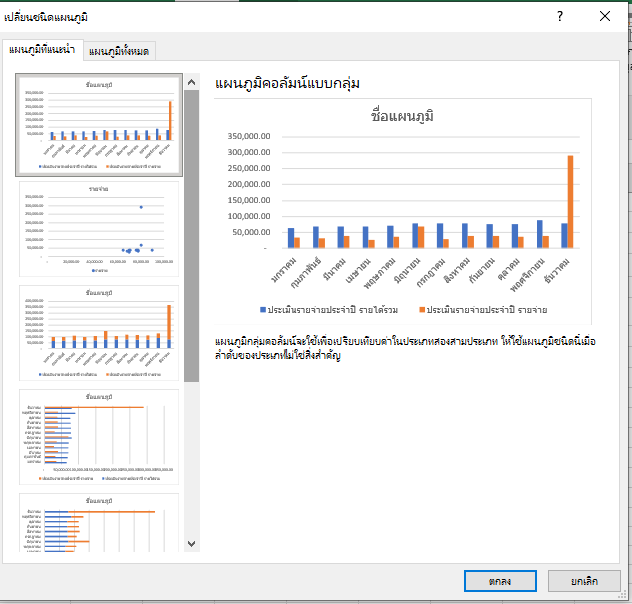 เปลี่ยนชนิดแผนภูมิ
?
แผนภูมิที่แนะนำ
แผนภูมิทั้งหมด
ชื่อแผนภูมิ
รายจ่าย
ชื่อแผนภูมิ
ชื่อแผนภูมิ
ชื่อแผนภูมิ
แผนภูมิคอลัมน์แบบกลุ่ม
ชื่อแผนภูมิ
350,000.00
300,000.00
250,000.00
200,000.00
150,000.00
100,000.00
50,000.00
-
มกราคม
กุมภาพันธ์
มีนาคม
เมษายน
พฤษภาคม
มิถุนายน
กรกฎาคม
สิงหาคม
กันยายน
ตุลาคม
พฤศจิกายน
ธันวาคม
ประเมินรายจ่ายประจำปี รายได้รวม
ประเมินรายจ่ายประจำปี รายจ่าย
แผนภูมิกลุ่มคอลัมน์จะใช้เพื่อเปรียบเทียบค่าในประเภทสองสามประเภท ให้ใช้แผนภูมิชนิดนี้เมื่อ
ลำดับของประเภทไม่ใช่สิ่งสำคัญ
ตกลง
ยกเลิก